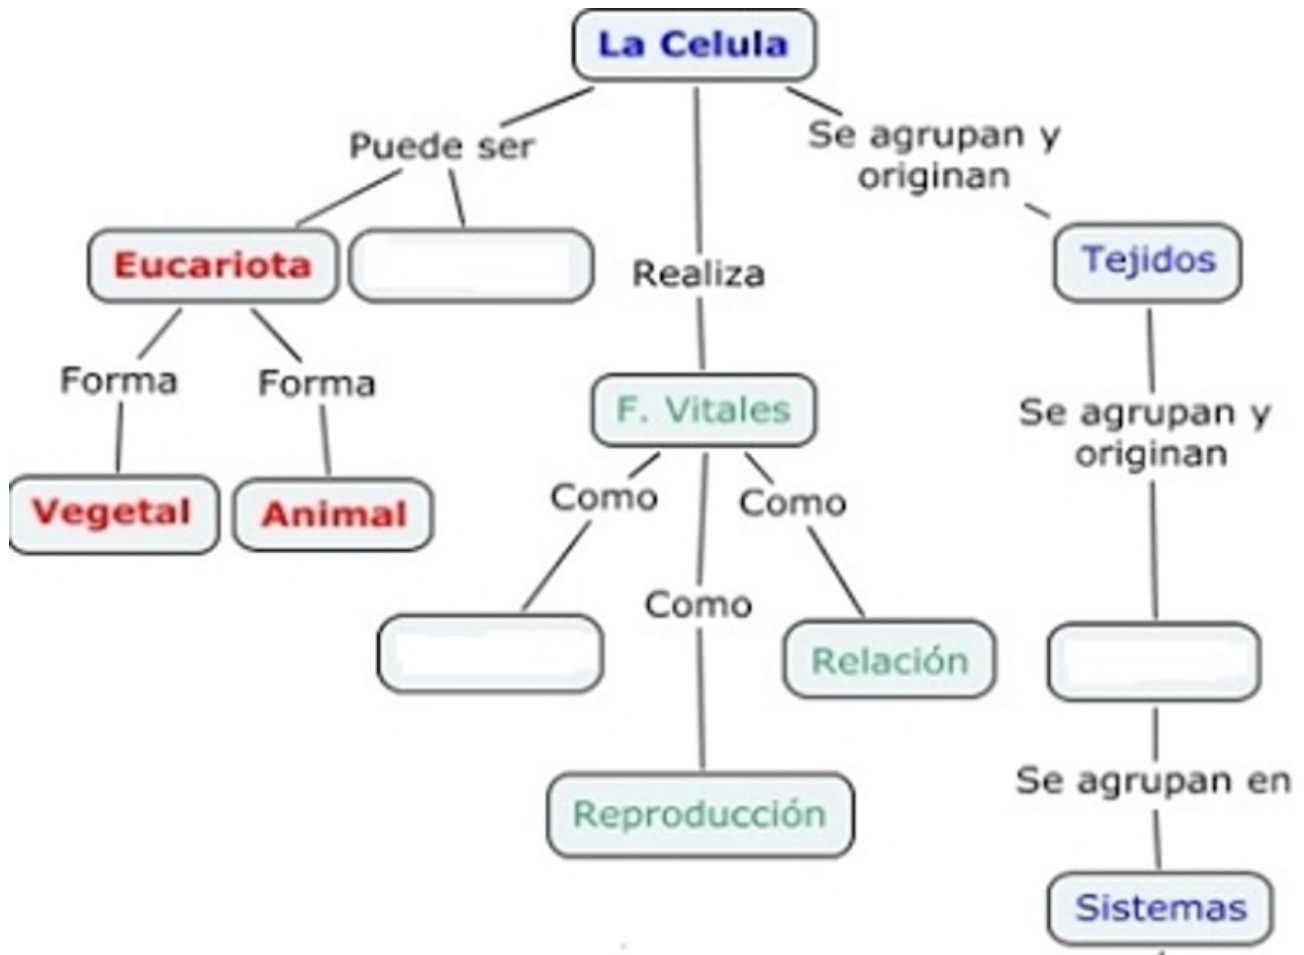 La Celula
Puede ser
Se agrupan y
originan
Eucariota
Realiza
Tejidos
Forma
Forma
F. Vitales
Se agrupan y
originan
Vegetal
Animal
Como
Como
Como
Relación
Reproducción
Se agrupan en
Sistemas